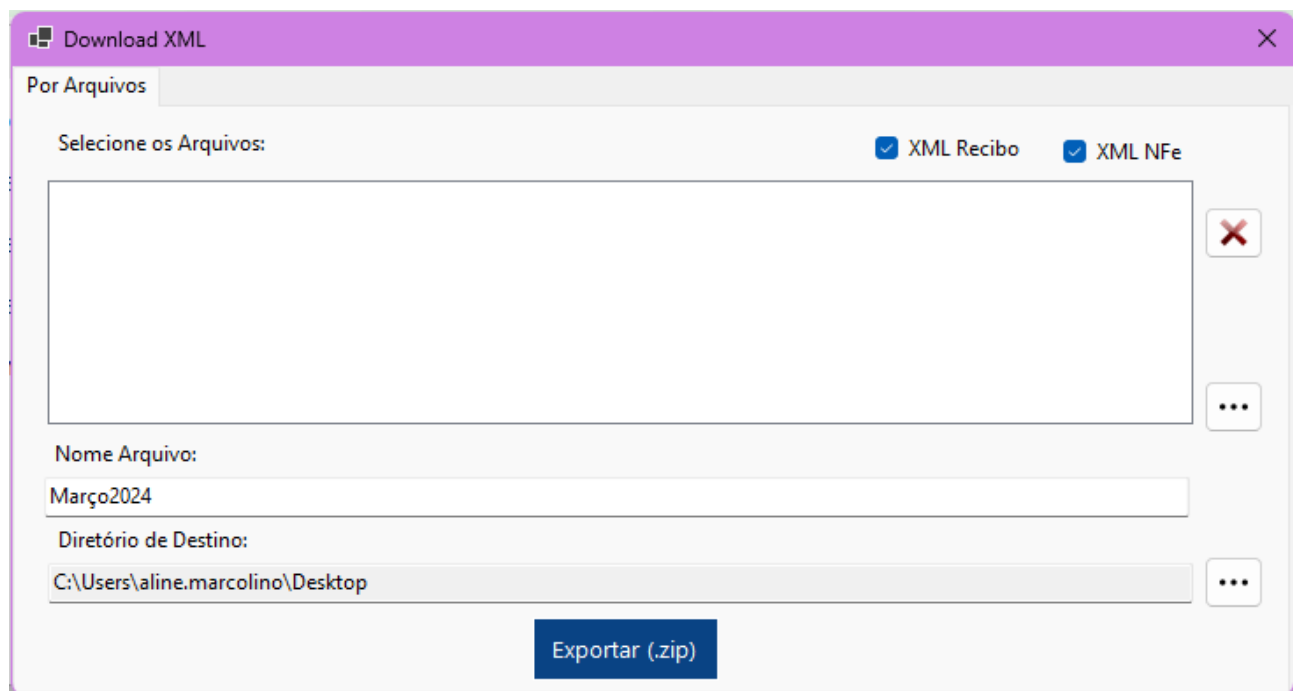 Download XML
Por Arquivos
Selecione os Arquivos:
XML Recibo
XML NFe
Nome Arquivo:
Março2024
Diretório de Destino:
C:\Users\aline.marcolino\Desktop
Exportar (.zip)